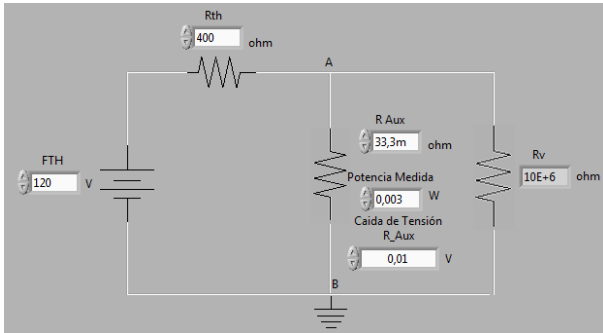 Rth
400 ohm
A
R Aux
33,3m ohm
Rv
10E+6 ohm
FTH
120 V
Potencia Medida
0,003 W
Caida de Tensión
R_Aux
0,01 V
B